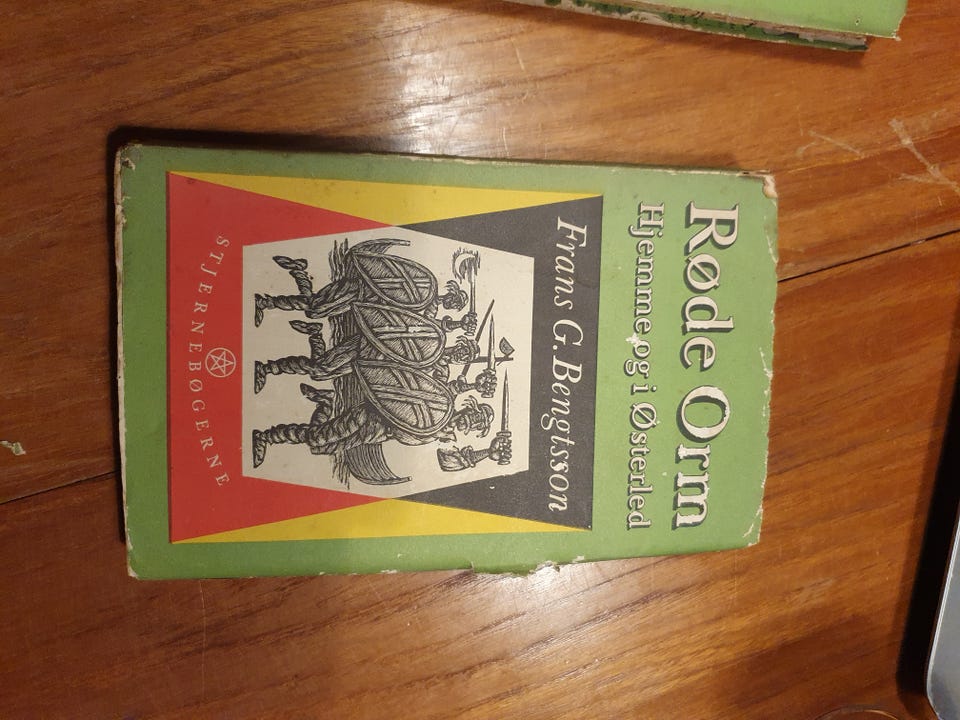 Røde Orm
Hjemme og i Østerled
Frans G. Bengtsson
STJERNEBØGERNE